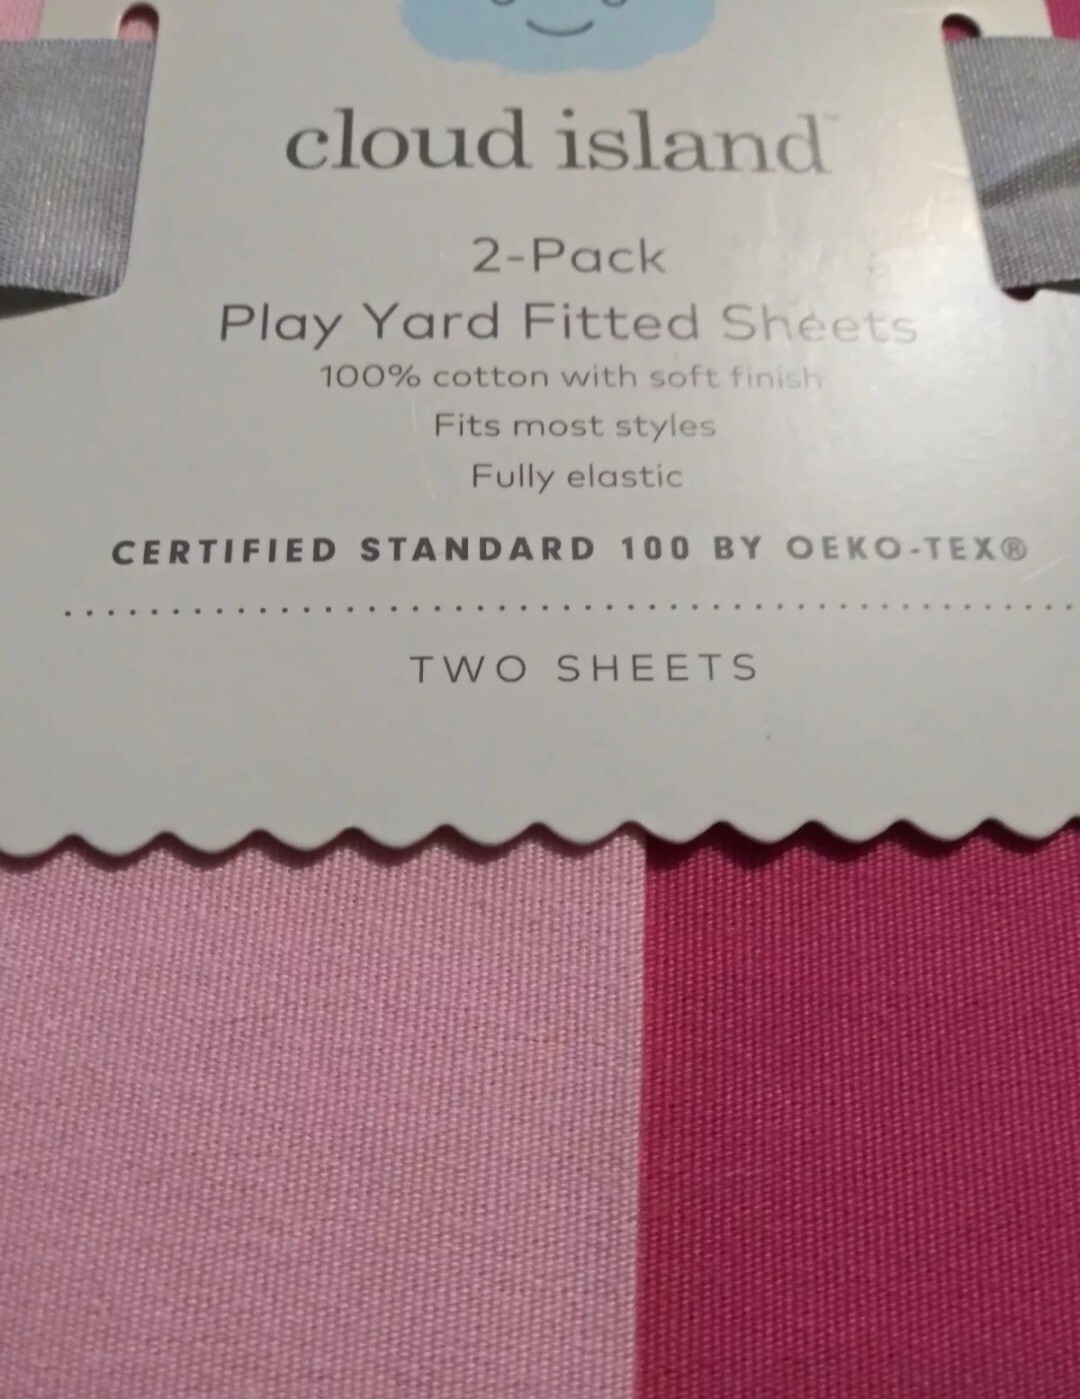 cloud island™
2-Pack
Play Yard Fitted Sheets
100% cotton with soft finish
Fits most styles
Fully elastic
CERTIFIED STANDARD 100 BY OEKO-TEX®
TWO SHEETS